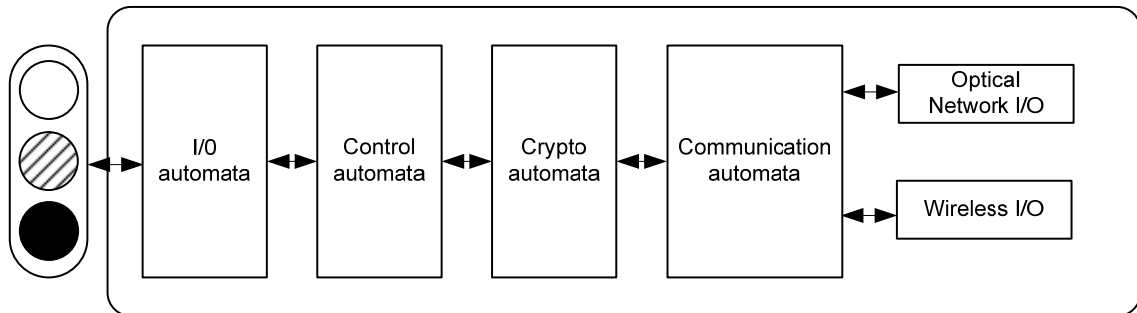 I/0
automata
Control
automata
Crypto
automata
Communication
automata
Optical
Network I/O
Wireless I/O